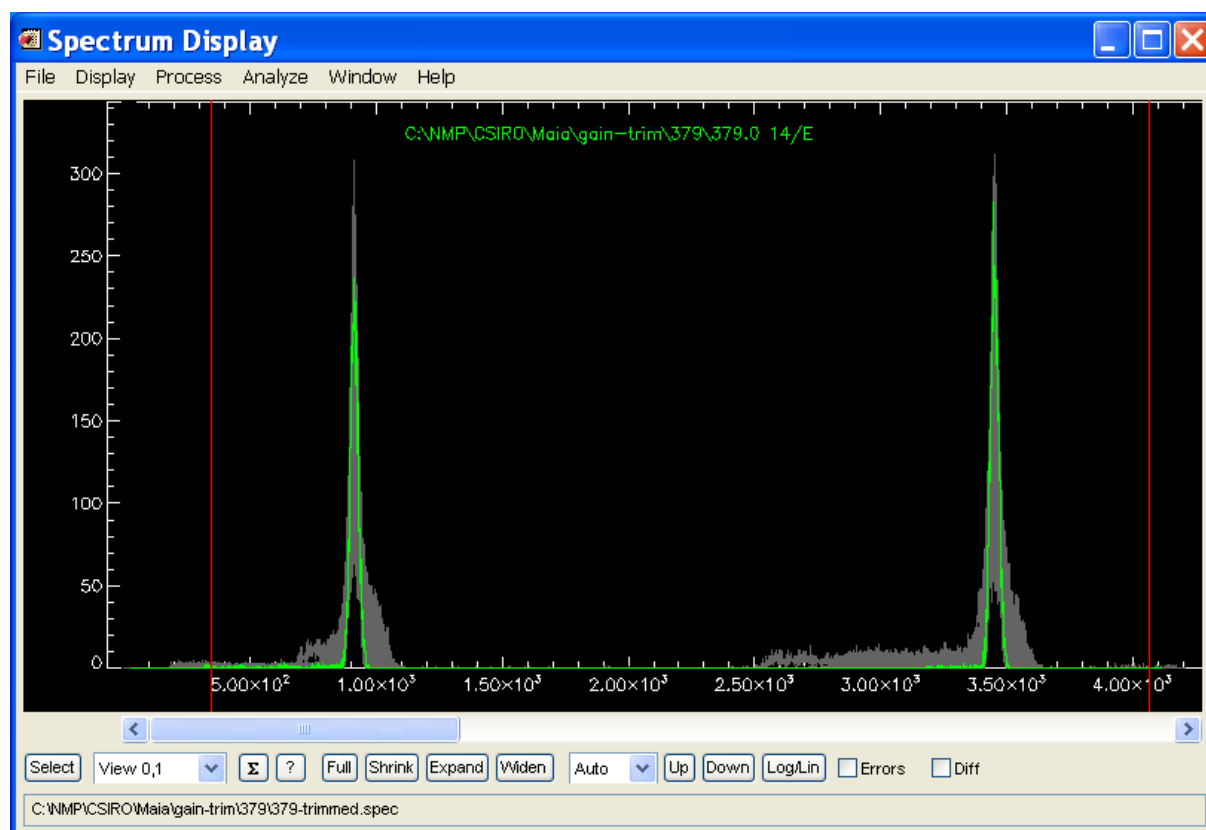 Spectrum Display
File Display Process Analyze Window Help
C:\NMP\CSIRO\Maia\gain-trim\379\379.0 14/E
300
250
200
150
100
50
0
5.00×10² 1.00×10³ 1.50×10³ 2.00×10³ 2.50×10³ 3.00×10³ 3.50×10³ 4.00×10³
Select View 0,1 Σ ? Full Shrink Expand Widen Auto Up Down Log/Lin Errors Diff
C:\NMP\CSIRO\Maia\gain-trim\379\379-trimmed.spec